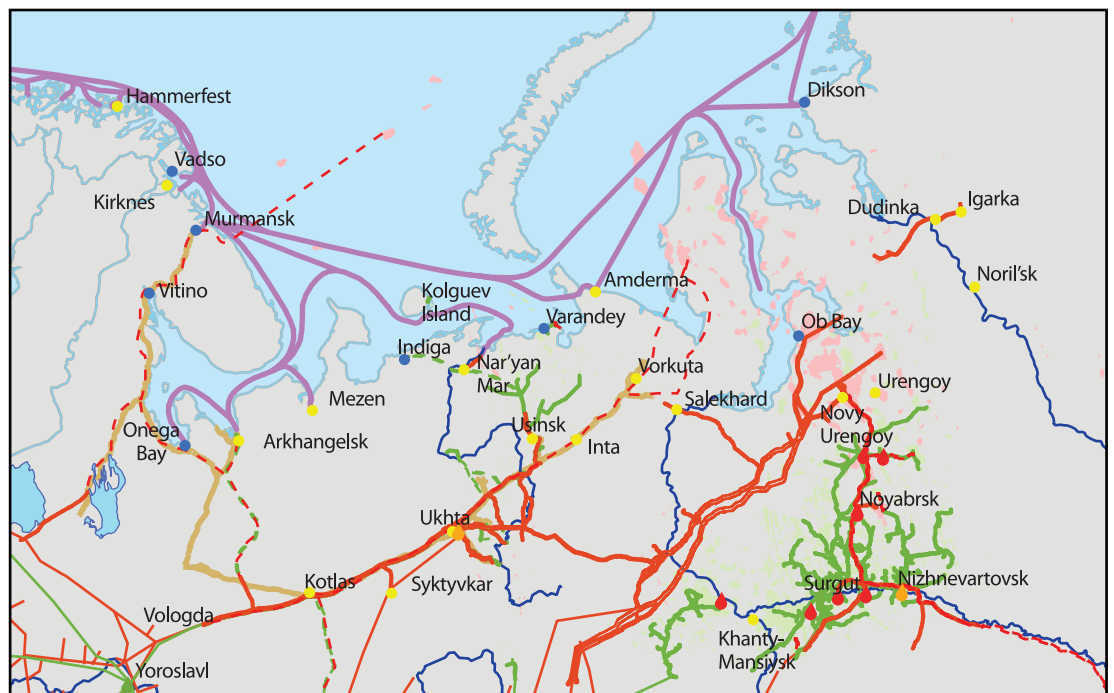 Hammerfest
Dikson
Vadso
Kirknes
Murmansk
Dudinka
Igarka
Noril'sk
Vitino
Kolguev
Island
Amderma
Varandey
Ob Bay
Indiga
Nar'yan
Mar
Vorkuta
Urengoy
Mezen
Salekhard
Novy
Urengoy
Onega
Bay
Arkhangelsk
Usinsk
Inta
Noyabrsk
Ukhta
Kotlas
Syktyvkar
Surgut
Nizhnevartovsk
Vologda
Khanty-
Mansiysk
Yoroslavl